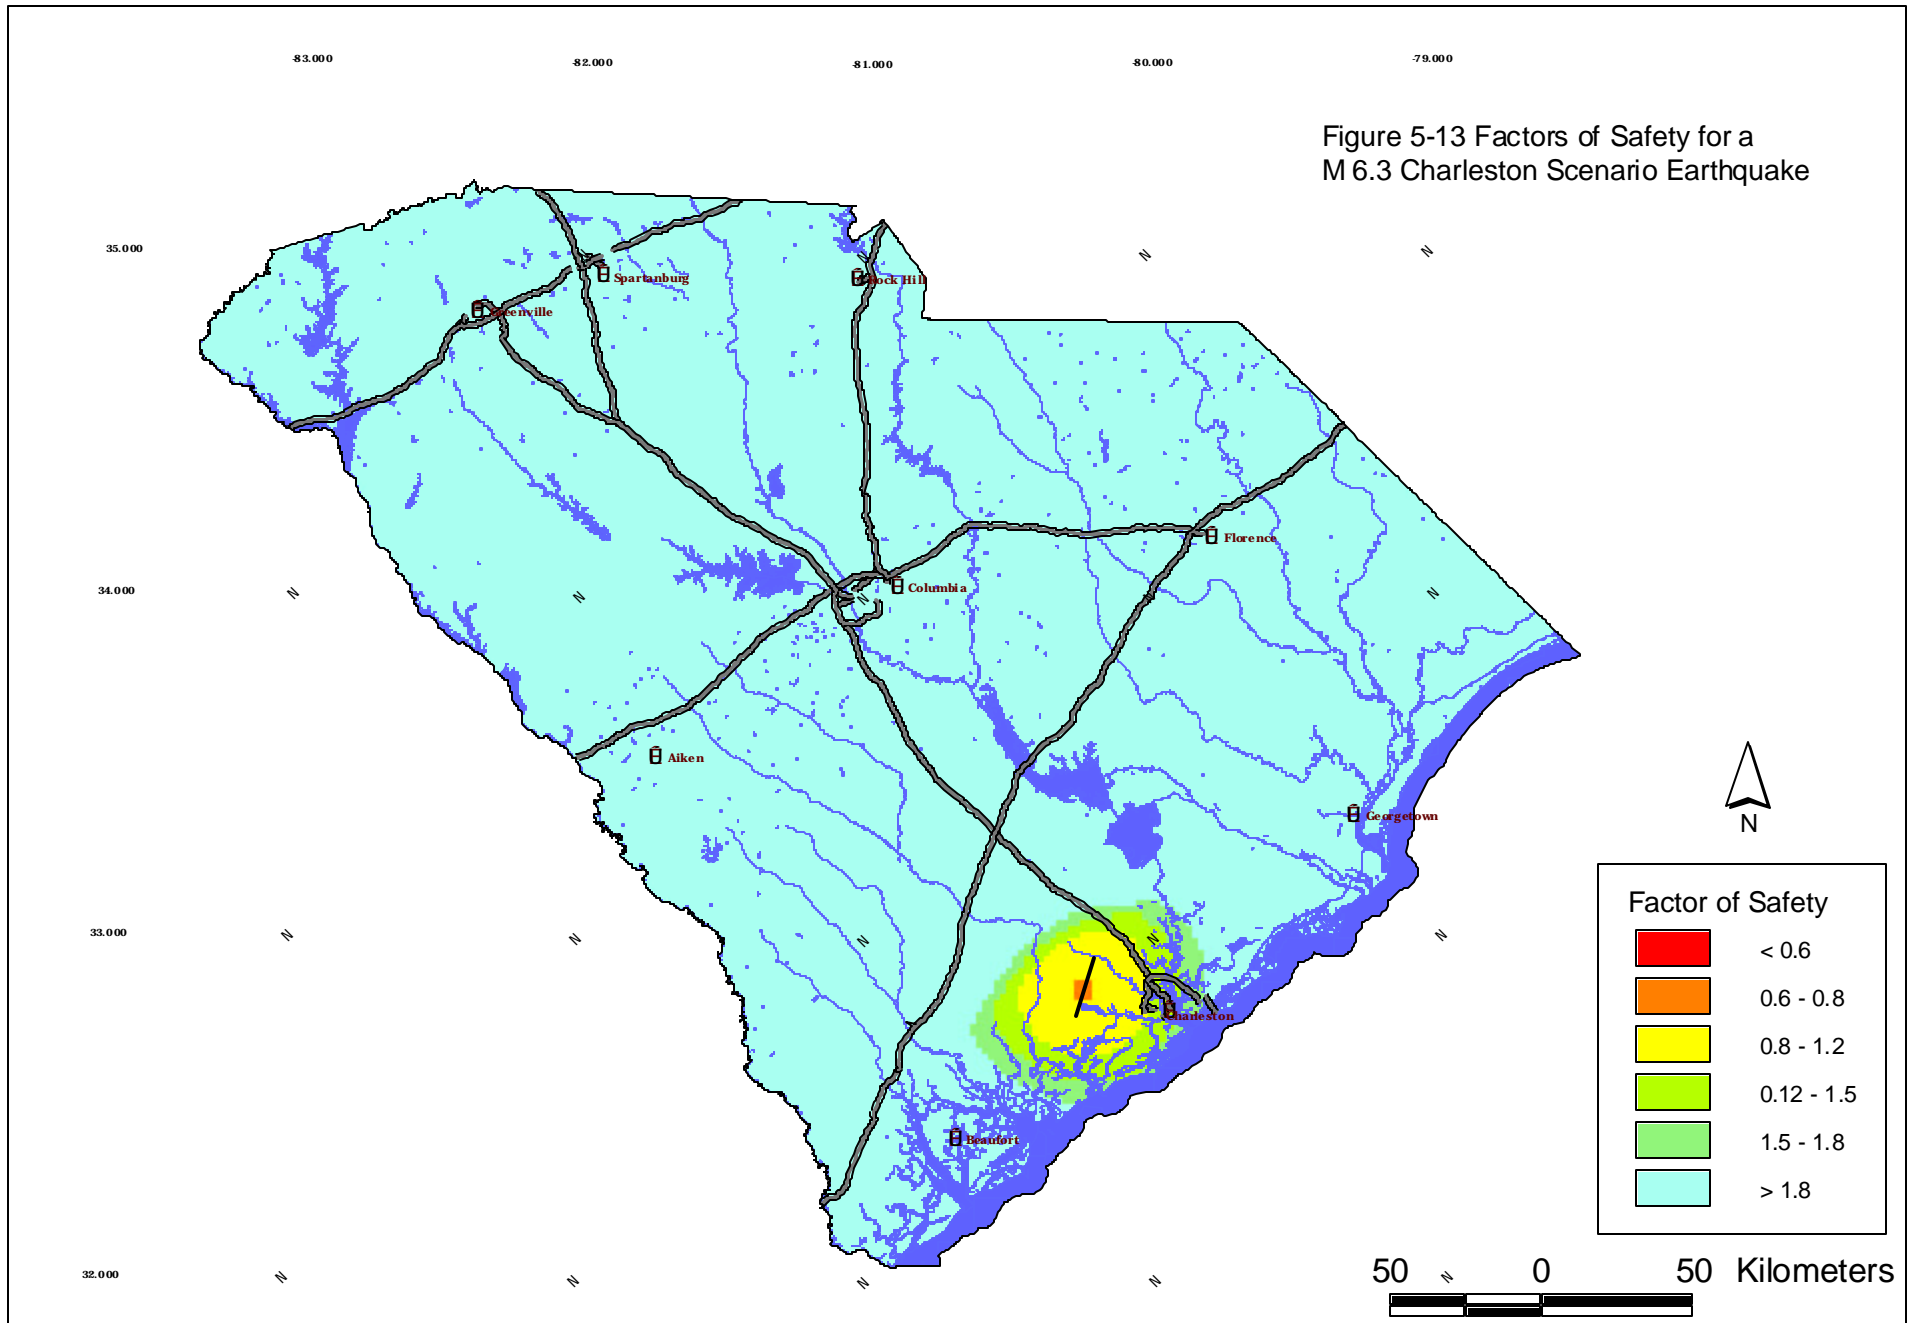 -83.000
-82.000
-81.000
-80.000
-79.000
Figure 5-13 Factors of Safety for a
M 6.3 Charleston Scenario Earthquake
35.000
N
N
N
Spartanburg
Rock Hill
Greenville
Florence
34.000
N
N
Columbia
N
N
N
Aiken
Georgetown
N
Factor of Safety
< 0.6
0.6 - 0.8
0.8 - 1.2
0.12 - 1.5
1.5 - 1.8
> 1.8
33.000
N
N
N
N
N
Charleston
Beaufort
32.000
N
N
N
N
N
50 0 50 Kilometers